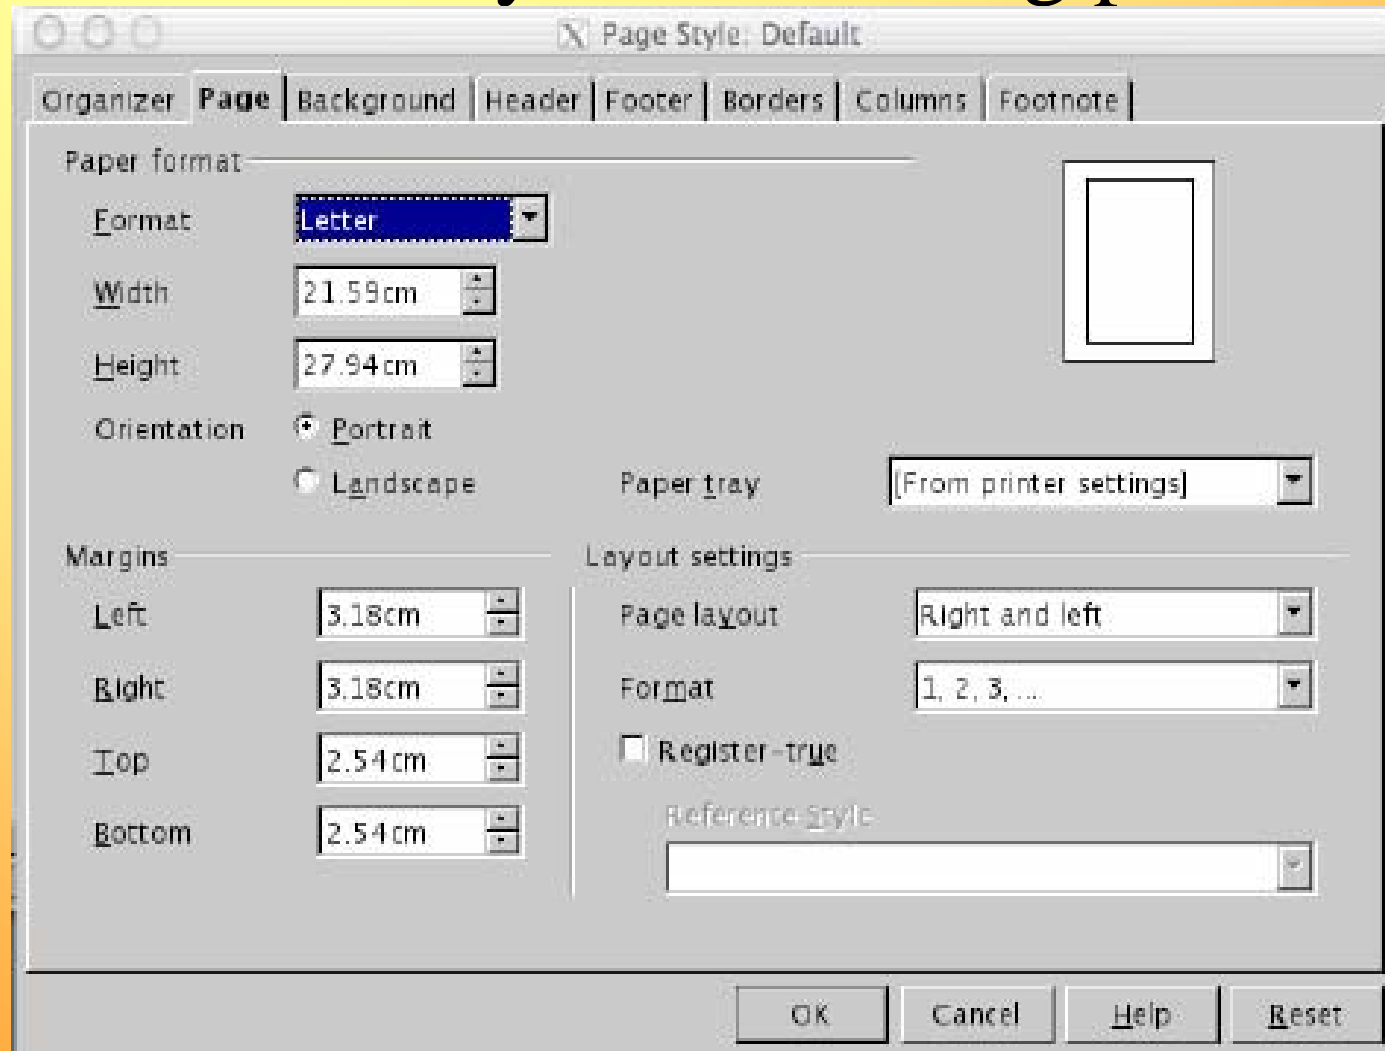 Page Style: Default
Organizer Page Background Header Footer Borders Columns Footnote
Paper format
Format Letter
Width 21.59cm
Height 27.94cm
Orientation Portrait
Landscape
Paper tray [From printer settings]
Margins
Left 3.18cm
Right 3.18cm
Top 2.54cm
Bottom 2.54cm
Layout settings
Page layout Right and left
Format 1, 2, 3, ...
Register-true
Reference Style
OK Cancel Help Reset